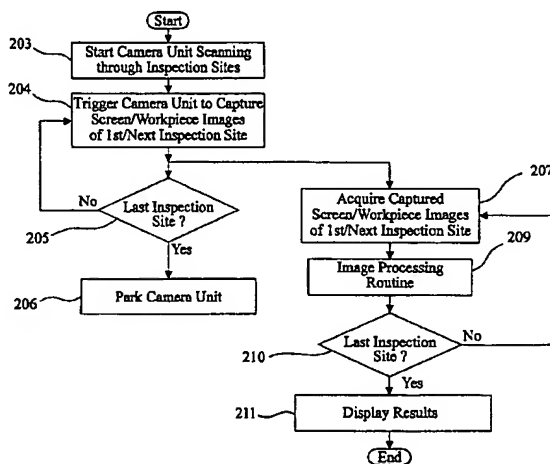 Start
203
Start Camera Unit Scanning
through Inspection Sites
204
Trigger Camera Unit to Capture
Screen/Workpiece Images
of 1st/Next Inspection Site
No
Last Inspection
Site ?
205
Yes
206
Park Camera Unit
207
Acquire Captured
Screen/Workpiece Images
of 1st/Next Inspection Site
209
Image Processing
Routine
No
Last Inspection
Site ?
210
Yes
211
Display Results
End